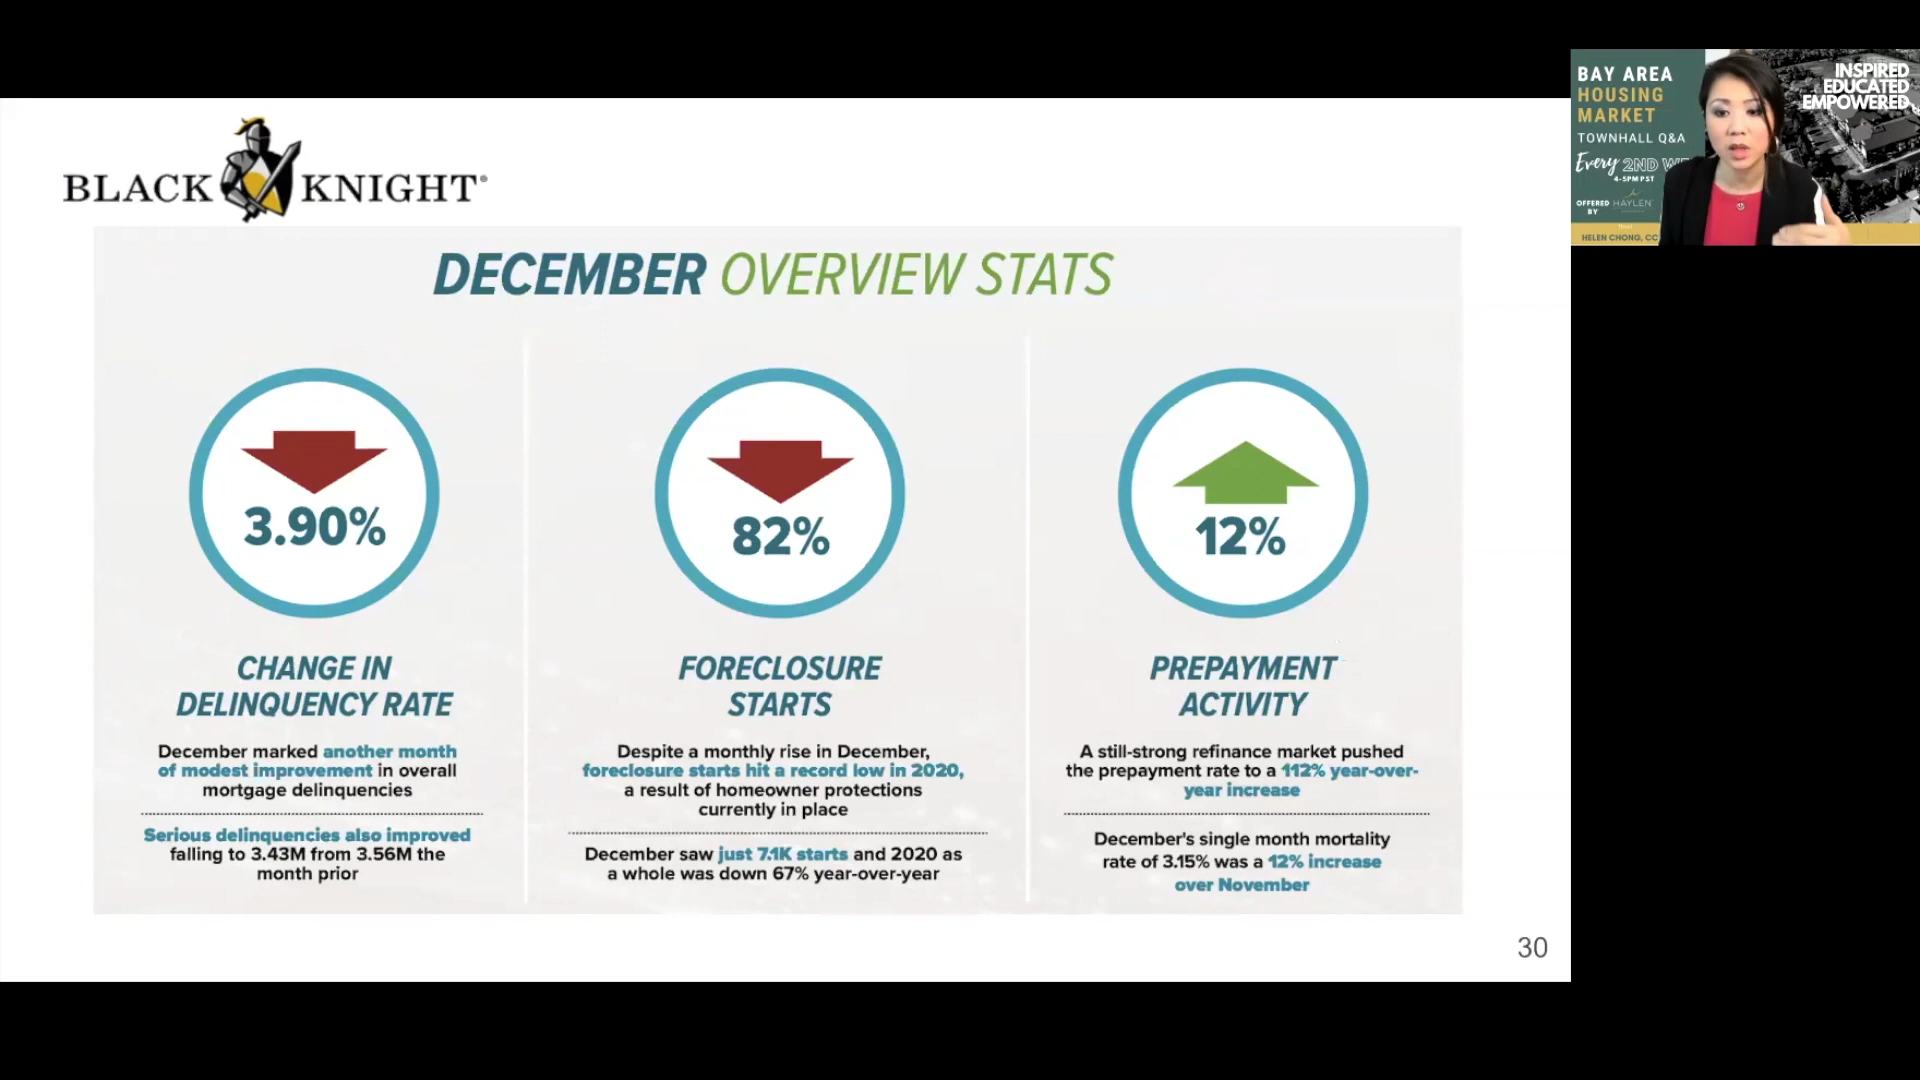 BLACK KNIGHT®
DECEMBER OVERVIEW STATS
3.90%
CHANGE IN
DELINQUENCY RATE
December marked another month
of modest improvement in overall
mortgage delinquencies
Serious delinquencies also improved
falling to 3.43M from 3.56M the
month prior
82%
FORECLOSURE
STARTS
Despite a monthly rise in December,
foreclosure starts hit a record low in 2020,
a result of homeowner protections
currently in place
December saw just 7.1K starts and 2020 as
a whole was down 67% year-over-year
12%
PREPAYMENT
ACTIVITY
A still-strong refinance market pushed
the prepayment rate to a 112% year-over-
year increase
December's single month mortality
rate of 3.15% was a 12% increase
over November
30
BAY AREA
HOUSING
MARKET
TOWNHALL Q&A
Every 2ND WE
4-5PM PST
OFFERED
BY
HAYLEN
HELEN CHONG, CC
INSPIRED
EDUCATED
EMPOWERED